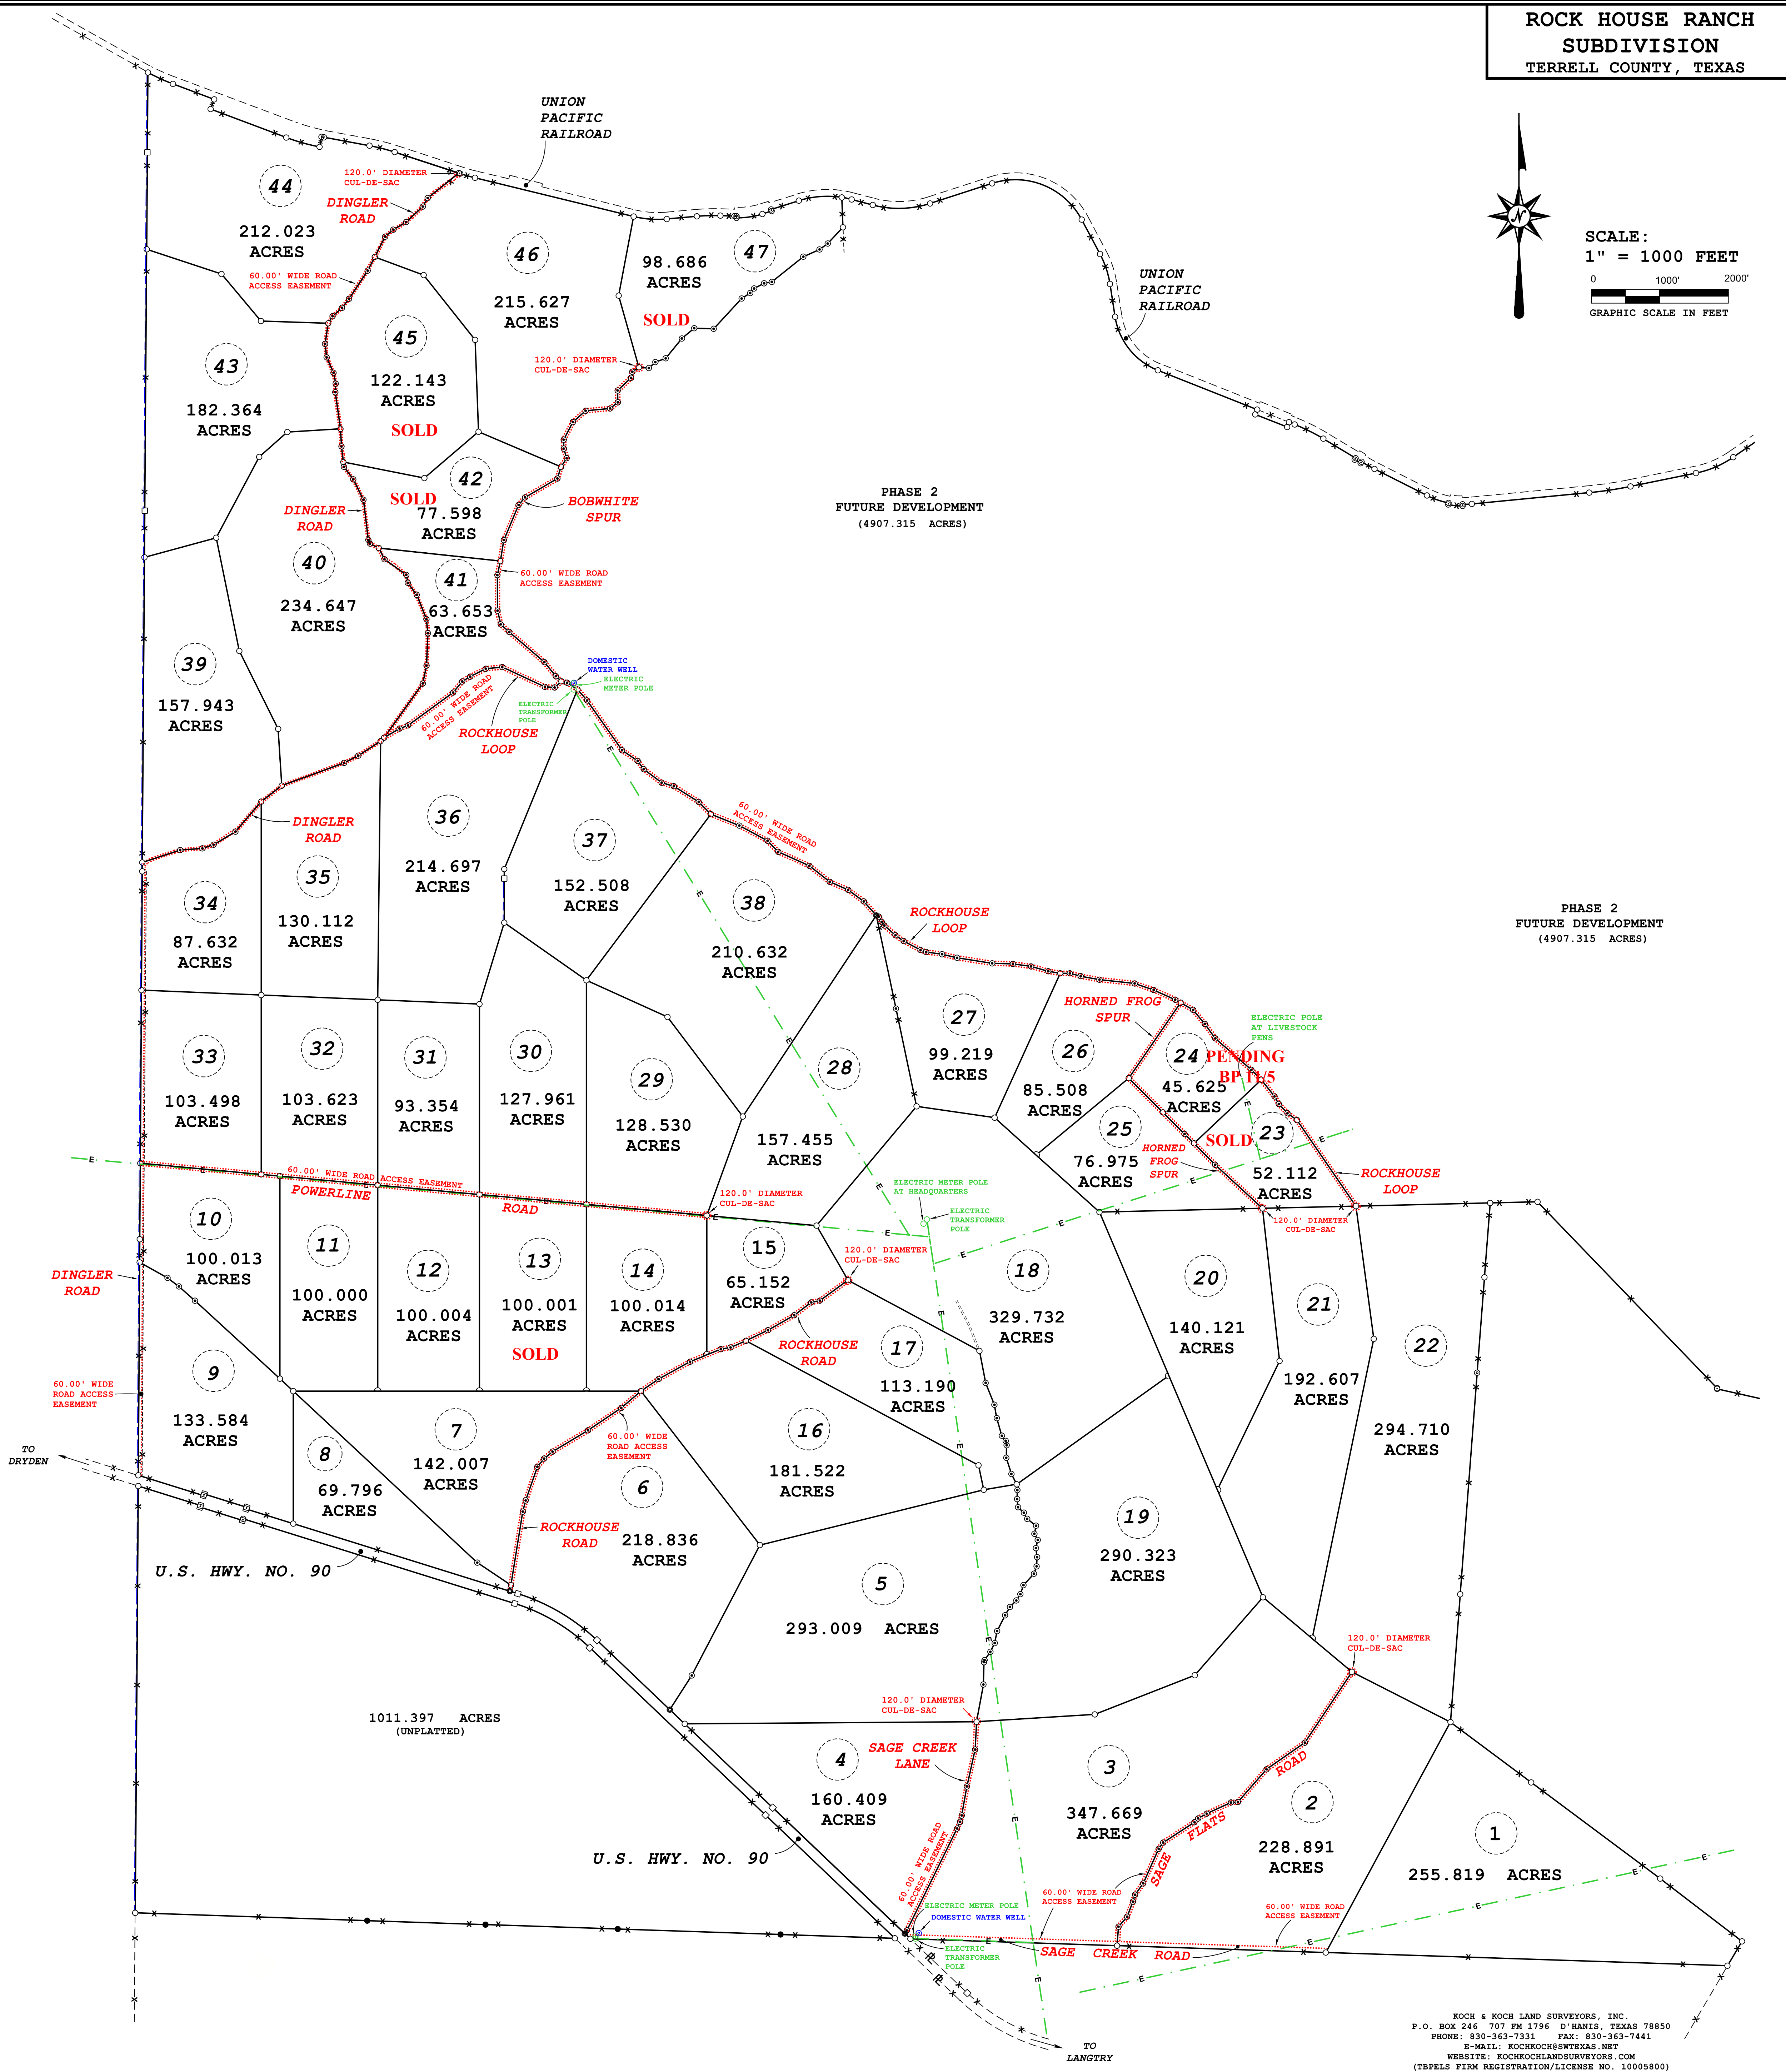 ROCK HOUSE RANCH
SUBDIVISION
TERRELL COUNTY, TEXAS
N
SCALE:
1" = 1000 FEET
0 1000' 2000'
GRAPHIC SCALE IN FEET
UNION
PACIFIC
RAILROAD
UNION
PACIFIC
RAILROAD
120.0' DIAMETER
CUL-DE-SAC
DINGLER
ROAD
44
212.023
ACRES
60.00' WIDE ROAD
ACCESS EASEMENT
46
215.627
ACRES
47
98.686
ACRES
SOLD
45
122.143
ACRES
SOLD
120.0' DIAMETER
CUL-DE-SAC
43
182.364
ACRES
42
SOLD
77.598
ACRES
BOBWHITE
SPUR
DINGLER
ROAD
PHASE 2
FUTURE DEVELOPMENT
(4907.315 ACRES)
40
234.647
ACRES
41
63.653
ACRES
60.00' WIDE ROAD
ACCESS EASEMENT
39
157.943
ACRES
DOMESTIC
WATER WELL
ELECTRIC
METER POLE
ELECTRIC
TRANSFORMER
POLE
60.00' WIDE ROAD
ACCESS EASEMENT
ROCKHOUSE
LOOP
DINGLER
ROAD
36
214.697
ACRES
37
152.508
ACRES
60.00' WIDE ROAD
ACCESS EASEMENT
35
130.112
ACRES
34
87.632
ACRES
38
210.632
ACRES
ROCKHOUSE
LOOP
PHASE 2
FUTURE DEVELOPMENT
(4907.315 ACRES)
HORNED FROG
SPUR
27
99.219
ACRES
26
85.508
ACRES
ELECTRIC POLE
AT LIVESTOCK
PENS
24
PENDING
BP 11/5
45.625
ACRES
33
103.498
ACRES
32
103.623
ACRES
31
93.354
ACRES
30
127.961
ACRES
29
128.530
ACRES
28
157.455
ACRES
25
76.975
ACRES
HORNED
FROG
SPUR
SOLD
23
52.112
ACRES
ROCKHOUSE
LOOP
120.0' DIAMETER
CUL-DE-SAC
60.00' WIDE ROAD ACCESS EASEMENT
POWERLINE
ROAD
120.0' DIAMETER
CUL-DE-SAC
ELECTRIC METER POLE
AT HEADQUARTERS
ELECTRIC
TRANSFORMER
POLE
10
100.013
ACRES
11
100.000
ACRES
12
100.004
ACRES
13
100.001
ACRES
SOLD
14
100.014
ACRES
15
65.152
ACRES
120.0' DIAMETER
CUL-DE-SAC
18
329.732
ACRES
20
140.121
ACRES
21
192.607
ACRES
22
294.710
ACRES
DINGLER
ROAD
ROCKHOUSE
ROAD
17
113.190
ACRES
60.00' WIDE
ROAD ACCESS
EASEMENT
9
133.584
ACRES
8
69.796
ACRES
7
142.007
ACRES
60.00' WIDE
ROAD ACCESS
EASEMENT
16
181.522
ACRES
6
218.836
ACRES
ROCKHOUSE
ROAD
TO
DRYDEN
U.S. HWY. NO. 90
19
290.323
ACRES
5
293.009 ACRES
120.0' DIAMETER
CUL-DE-SAC
1011.397 ACRES
(UNPLATTED)
120.0' DIAMETER
CUL-DE-SAC
SAGE CREEK
LANE
4
160.409
ACRES
3
347.669
ACRES
SAGE FLATS ROAD
2
228.891
ACRES
1
255.819 ACRES
U.S. HWY. NO. 90
60.00' WIDE ROAD
ACCESS EASEMENT
60.00' WIDE ROAD
ACCESS EASEMENT
60.00' WIDE ROAD
ACCESS EASEMENT
ELECTRIC METER POLE
DOMESTIC WATER WELL
ELECTRIC
TRANSFORMER
POLE
SAGE CREEK ROAD
TO
LANGTRY
KOCH & KOCH LAND SURVEYORS, INC.
P.O. BOX 246 707 FM 1796 D'HANIS, TEXAS 78850
PHONE: 830-363-7331 FAX: 830-363-7441
E-MAIL: KOCHKOCH@SWTEXAS.NET
WEBSITE: KOCHKOCHLANDSURVEYORS.COM
(TBPELS FIRM REGISTRATION/LICENSE NO. 10005800)